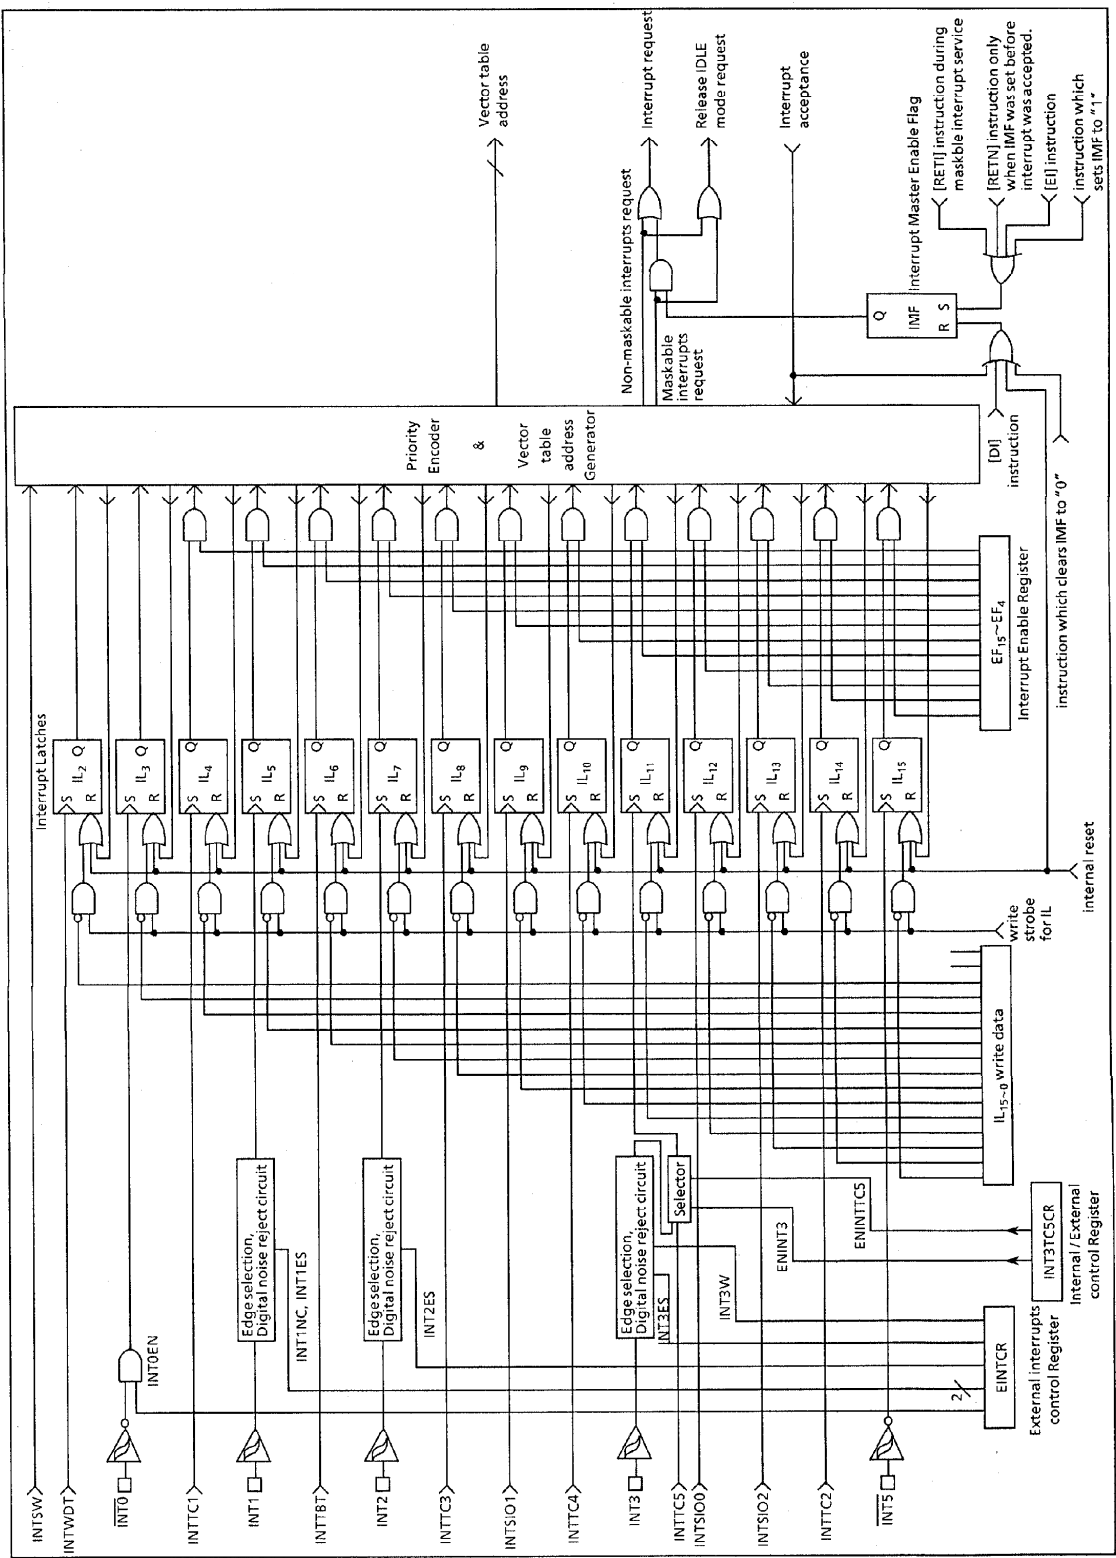 INTSW
INTWDT
INT0
INTTC1
INT1
INTTBT
INT2
INTTC3
INTSIO1
INTTC4
INT3
INTTC5
INTSIO0
INTSIO2
INTTC2
INT5
INT0EN
Edge selection,
Digital noise reject circuit
INT1NC, INT1ES
Edge selection,
Digital noise reject circuit
INT2ES
Edge selection,
Digital noise reject circuit
INT3ES
Selector
INT3W
ENINT3
ENINTTC5
2
EINTCR
External interrupts
control Register
INT3TC5CR
Internal / External
control Register
IL15~0 write data
write
strobe
for IL
internal reset
Interrupt Latches
S IL2 Q
R
S IL3 Q
R
S IL4 Q
R
S IL5 Q
R
S IL6 Q
R
S IL7 Q
R
S IL8 Q
R
S IL9 Q
R
S IL10 Q
R
S IL11 Q
R
S IL12 Q
R
S IL13 Q
R
S IL14 Q
R
S IL15 Q
R
EF15~EF4
Interrupt Enable Register
instruction which clears IMF to "0"
[DI]
instruction
Priority
Encoder
&
Vector
table
address
Generator
Vector table
address
Non-maskable interrupts request
Maskable
interrupts
request
Interrupt request
Release IDLE
mode request
Interrupt
acceptance
Interrupt Master Enable Flag
Q
IMF
R S
[RETI] instruction during
maskble interrupt service
[RETN] instruction only
when IMF was set before
interrupt was accepted.
[EI] instruction
instruction which
sets IMF to "1"